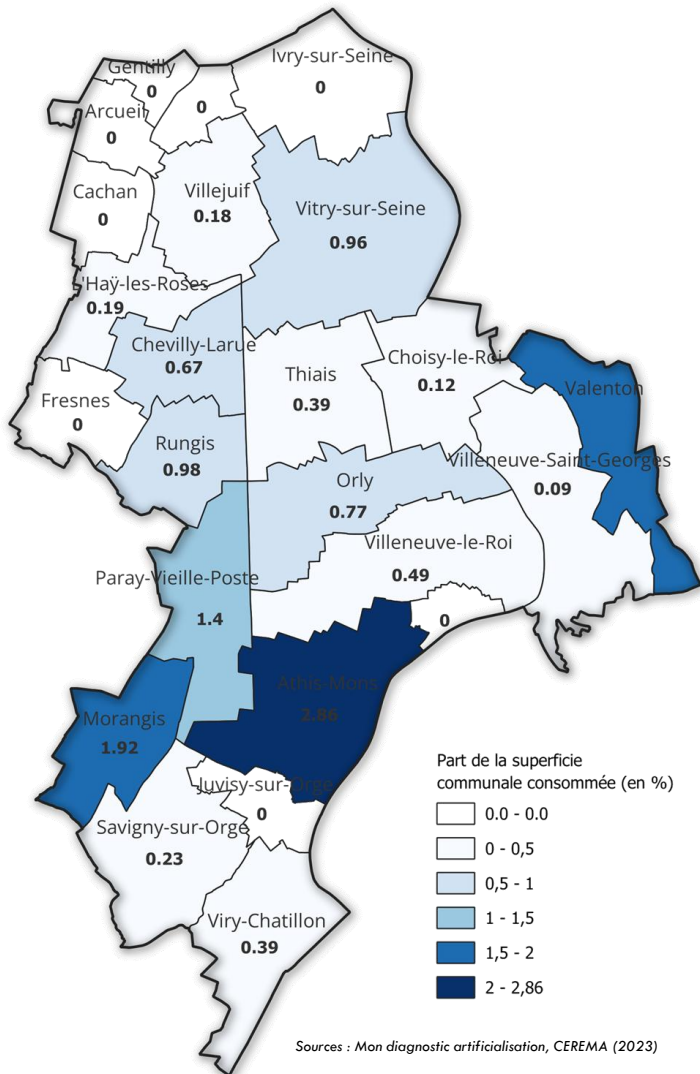 Ivry-sur-Seine
0
Gentilly
0
0
Arcueil
0
Cachan
0
Villejuif
0.18
Vitry-sur-Seine
0.96
L'Haÿ-les-Roses
0.19
Chevilly-Larue
0.67
Thiais
0.39
Choisy-le-Roi
0.12
Valenton
Fresnes
0
Rungis
0.98
Villeneuve-Saint-Georges
0.09
Orly
0.77
Villeneuve-le-Roi
0.49
Paray-Vieille-Poste
1.4
0
Athis-Mons
2.86
Morangis
1.92
Juvisy-sur-Orge
0
Savigny-sur-Orge
0.23
Viry-Chatillon
0.39
Part de la superficie
communale consommée (en %)
0.0 - 0.0
0 - 0,5
0,5 - 1
1 - 1,5
1,5 - 2
2 - 2,86
Sources : Mon diagnostic artificialisation, CEREMA (2023)